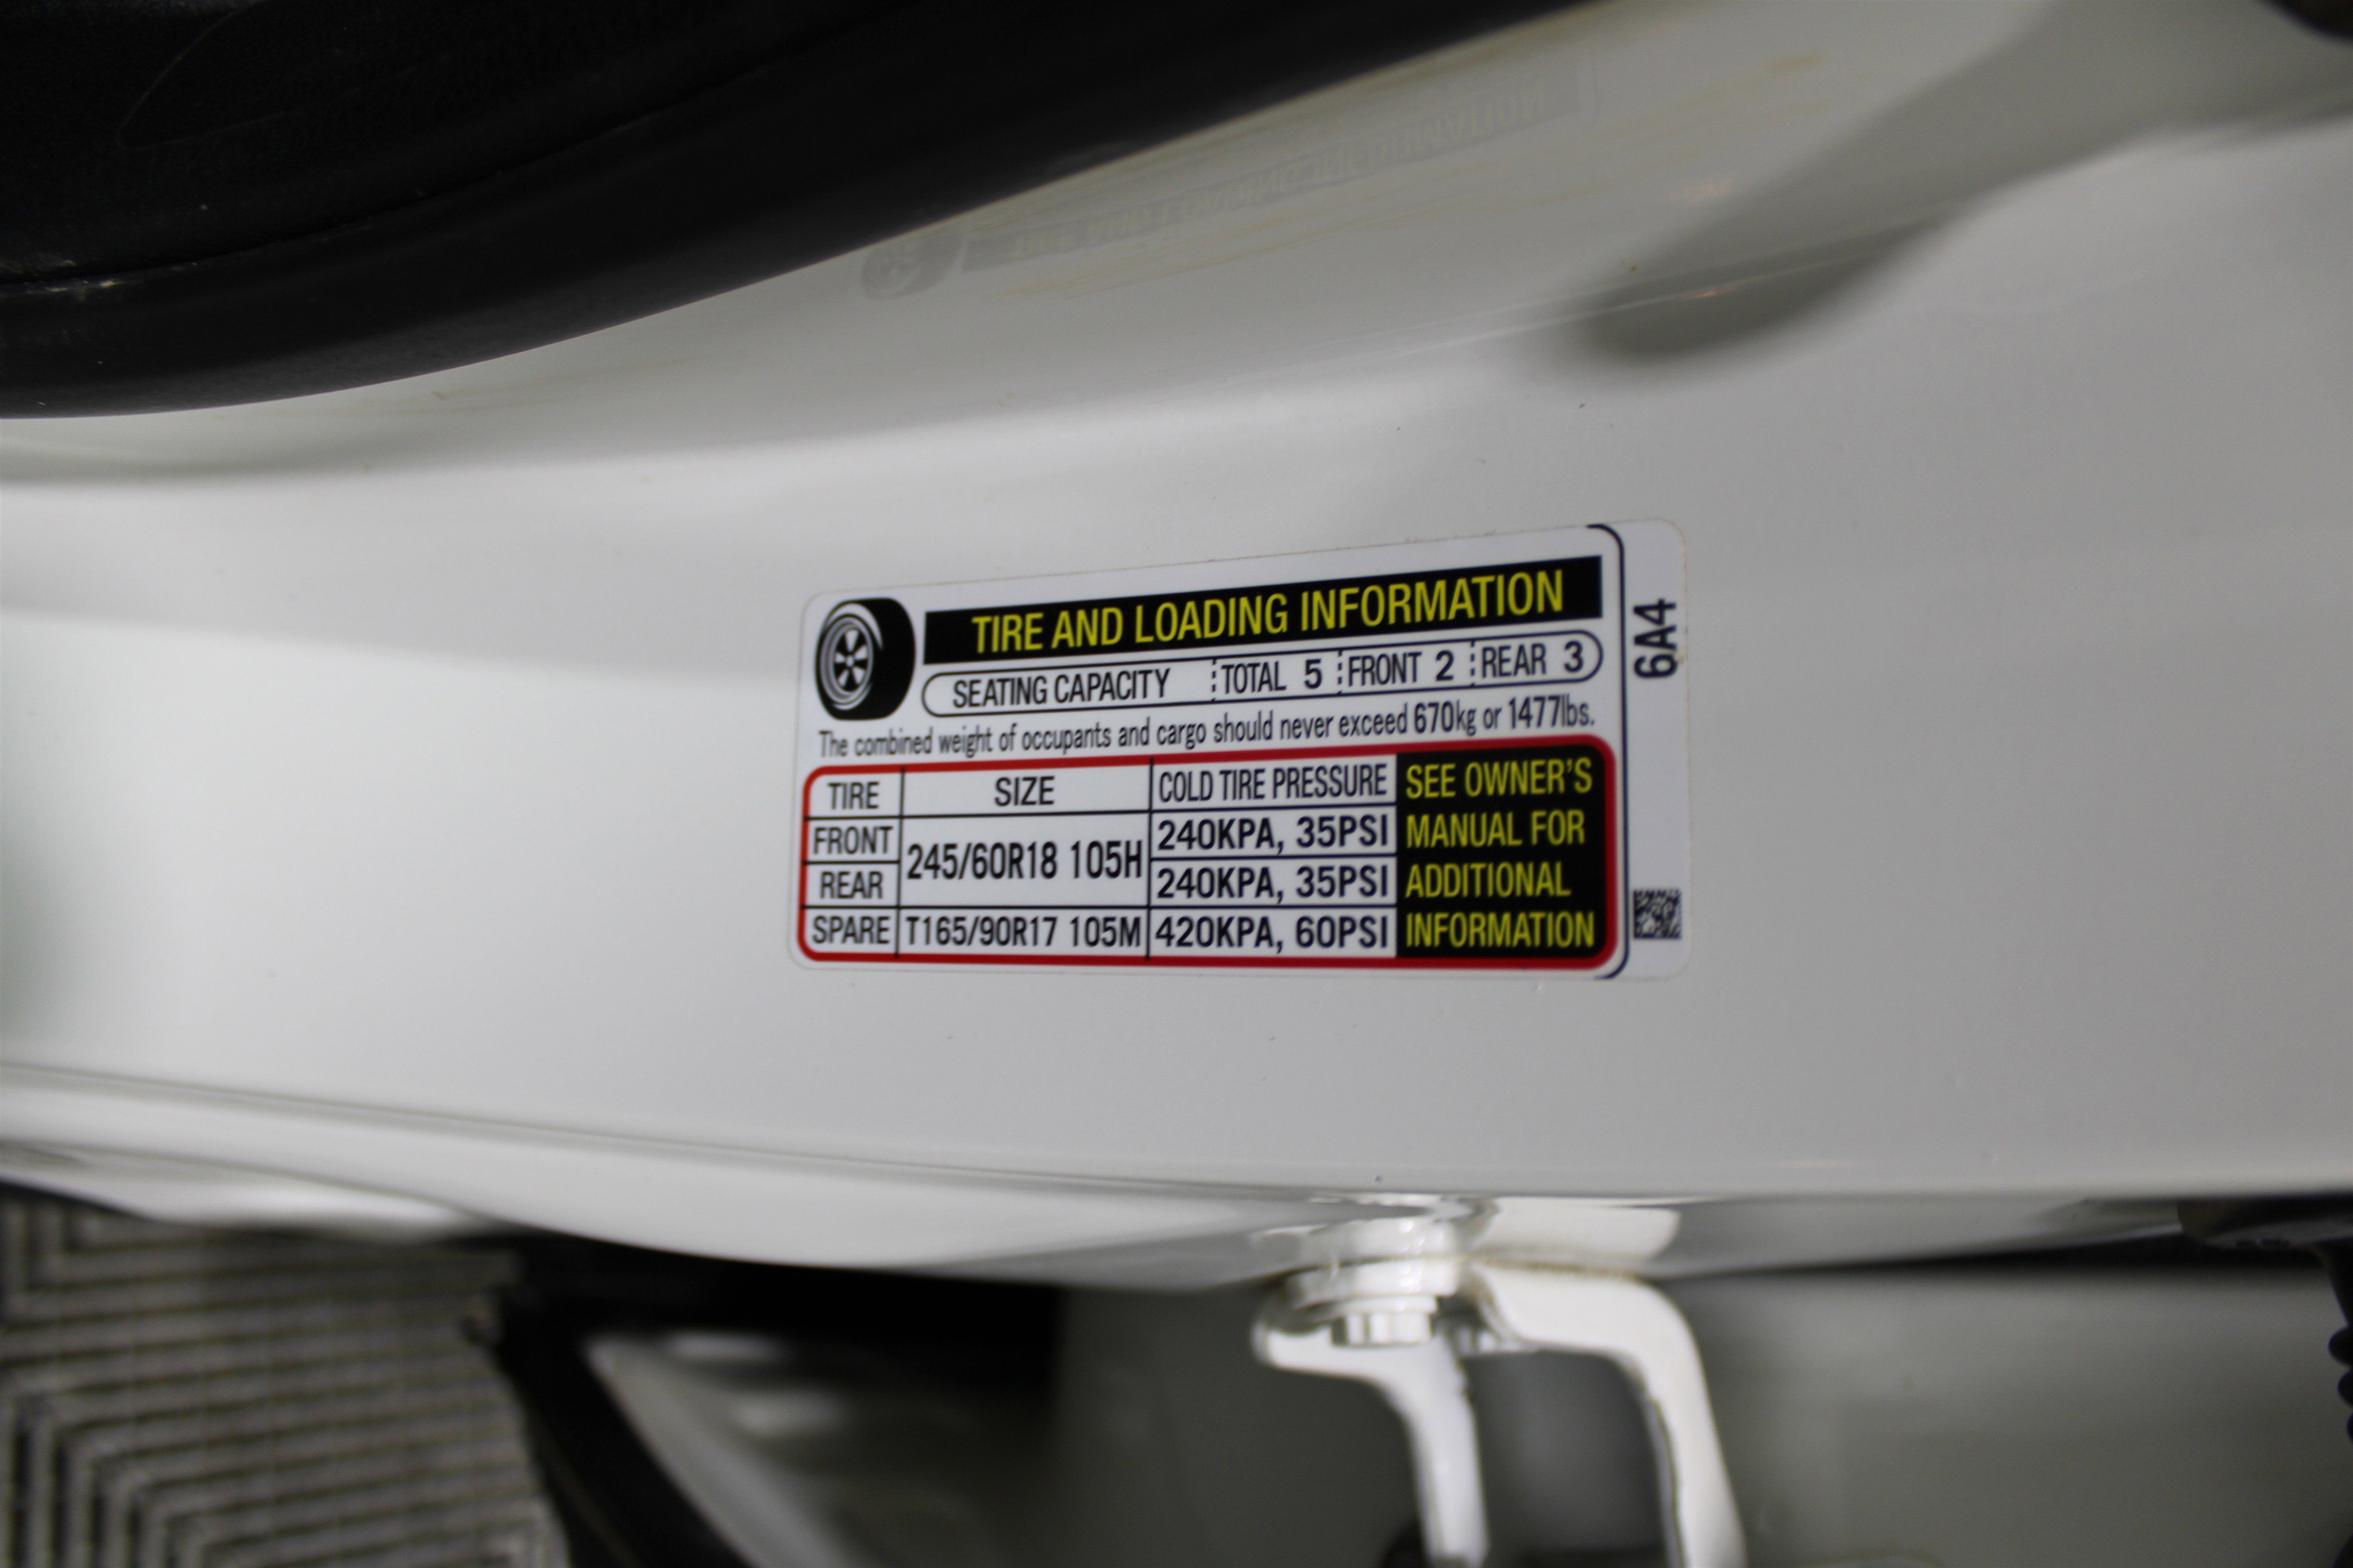 TIRE AND LOADING INFORMATION
SEATING CAPACITY TOTAL 5 FRONT 2 REAR 3
The combined weight of occupants and cargo should never exceed 670kg or 1477lbs.
TIRE SIZE COLD TIRE PRESSURE
FRONT 245/60R18 105H 240KPA, 35PSI
REAR 240KPA, 35PSI
SPARE T165/90R17 105M 420KPA, 60PSI
SEE OWNER'S
MANUAL FOR
ADDITIONAL
INFORMATION
6A4